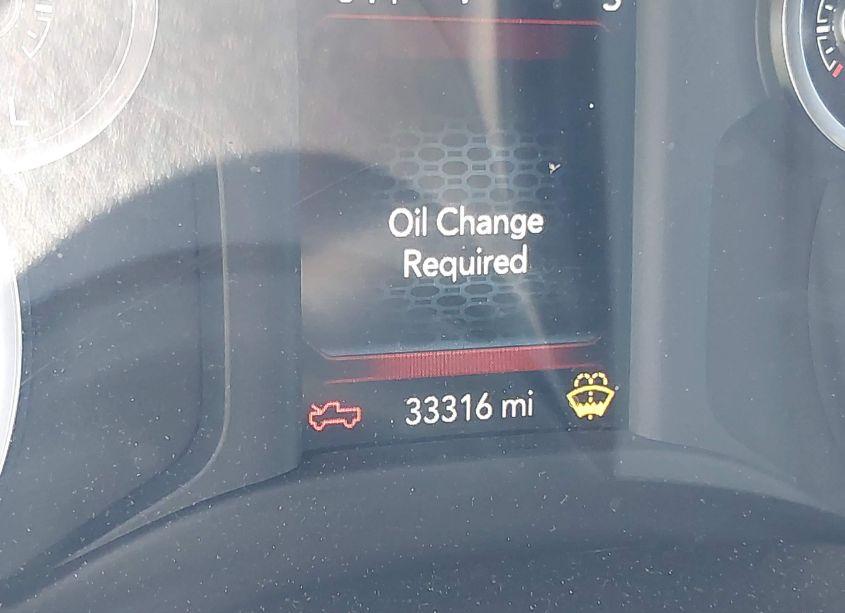 Oil Change
Required
33316 mi